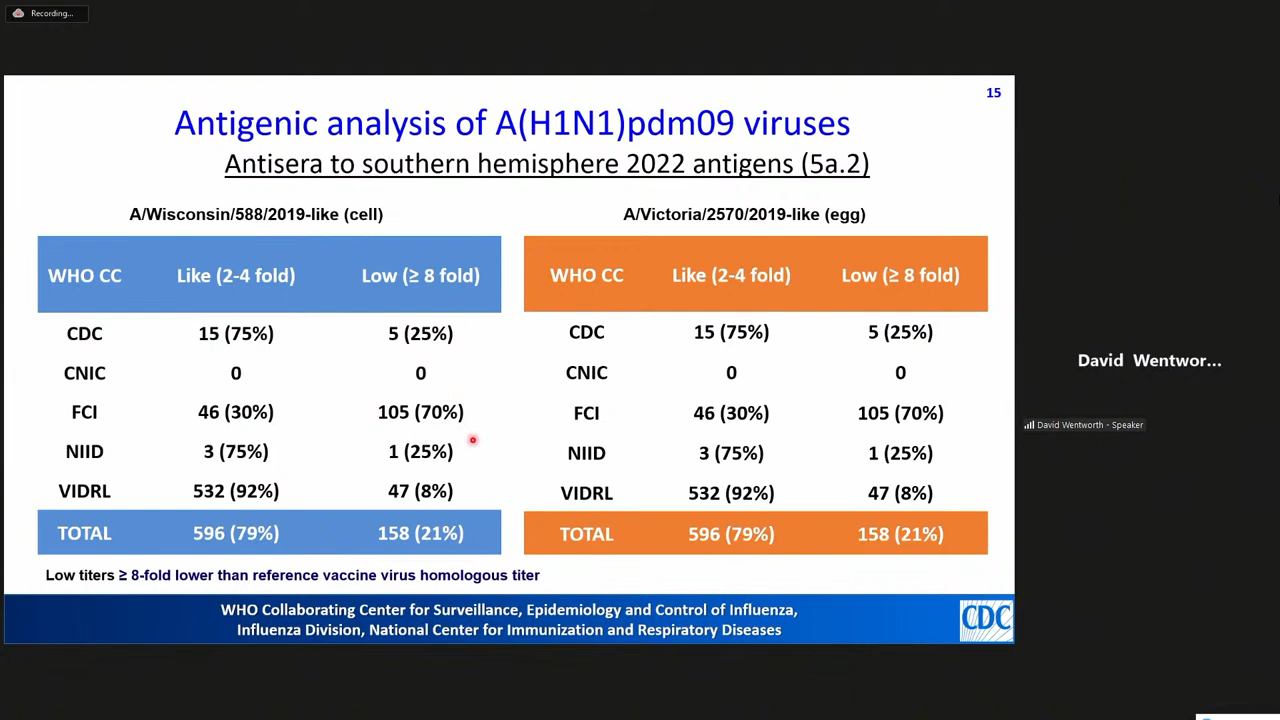 Recording...
15
Antigenic analysis of A(H1N1)pdm09 viruses
Antisera to southern hemisphere 2022 antigens (5a.2)
A/Wisconsin/588/2019-like (cell)
WHO CC Like (2-4 fold) Low (≥ 8 fold)
CDC 15 (75%) 5 (25%)
CNIC 0 0
FCI 46 (30%) 105 (70%)
NIID 3 (75%) 1 (25%)
VIDRL 532 (92%) 47 (8%)
TOTAL 596 (79%) 158 (21%)
A/Victoria/2570/2019-like (egg)
WHO CC Like (2-4 fold) Low (≥ 8 fold)
CDC 15 (75%) 5 (25%)
CNIC 0 0
FCI 46 (30%) 105 (70%)
NIID 3 (75%) 1 (25%)
VIDRL 532 (92%) 47 (8%)
TOTAL 596 (79%) 158 (21%)
Low titers ≥ 8-fold lower than reference vaccine virus homologous titer
WHO Collaborating Center for Surveillance, Epidemiology and Control of Influenza,
Influenza Division, National Center for Immunization and Respiratory Diseases
CDC
David Wentwor...
David Wentworth - Speaker